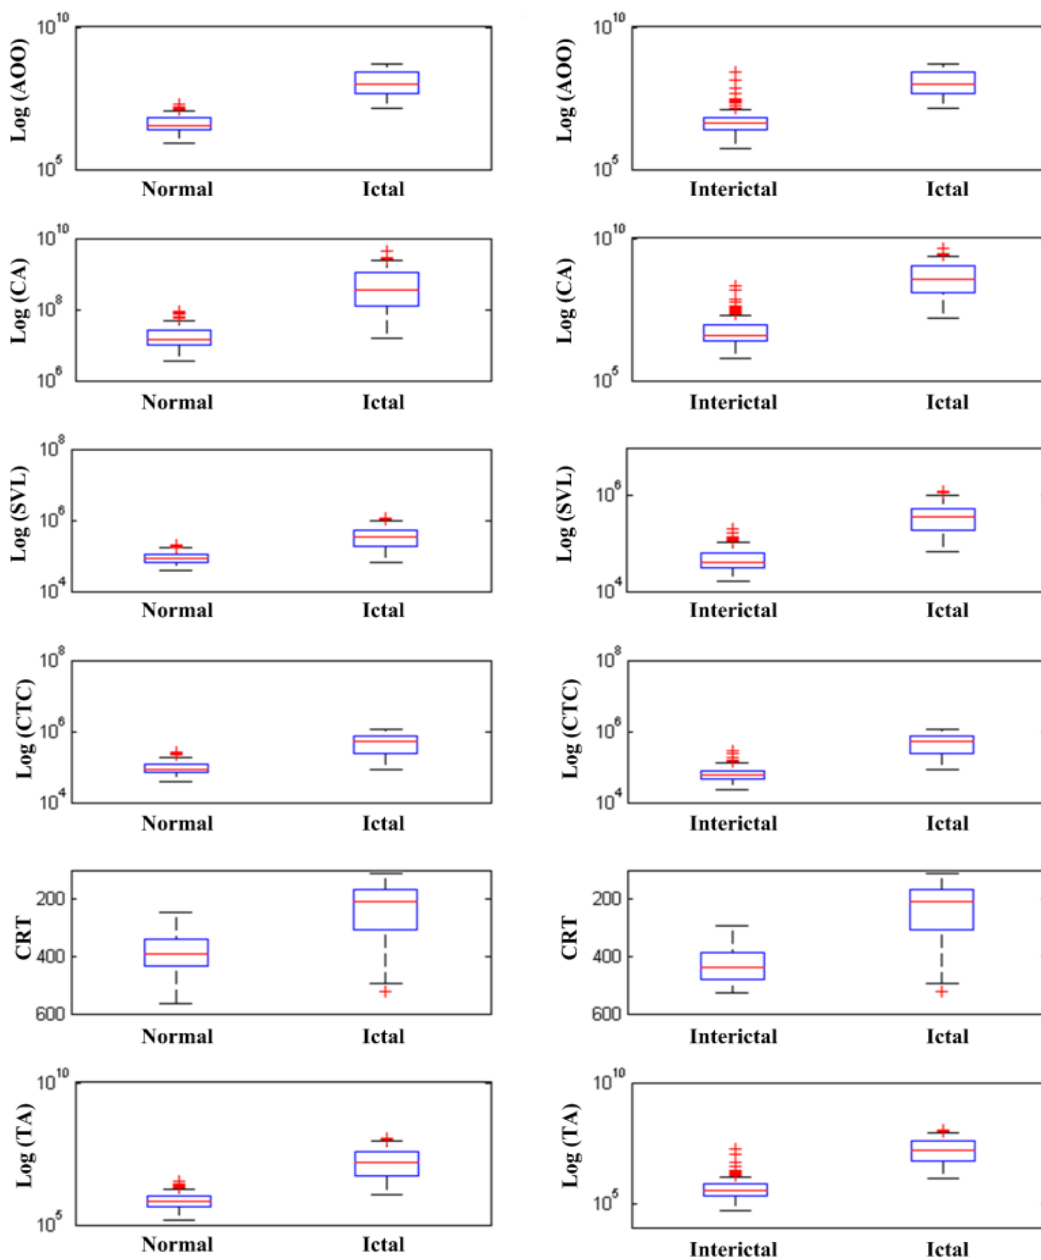 10^10
Log (AOO)
10^5
Normal Ictal
10^10
Log (AOO)
10^5
Interictal Ictal
10^10
Log (CA)
10^8
10^6
Normal Ictal
10^10
Log (CA)
10^5
Interictal Ictal
10^8
Log (SVL)
10^6
10^4
Normal Ictal
Log (SVL)
10^6
10^4
Interictal Ictal
10^8
Log (CTC)
10^6
10^4
Normal Ictal
10^8
Log (CTC)
10^6
10^4
Interictal Ictal
200
CRT
400
600
Normal Ictal
200
CRT
400
600
Interictal Ictal
10^10
Log (TA)
10^5
Normal Ictal
10^10
Log (TA)
10^5
Interictal Ictal